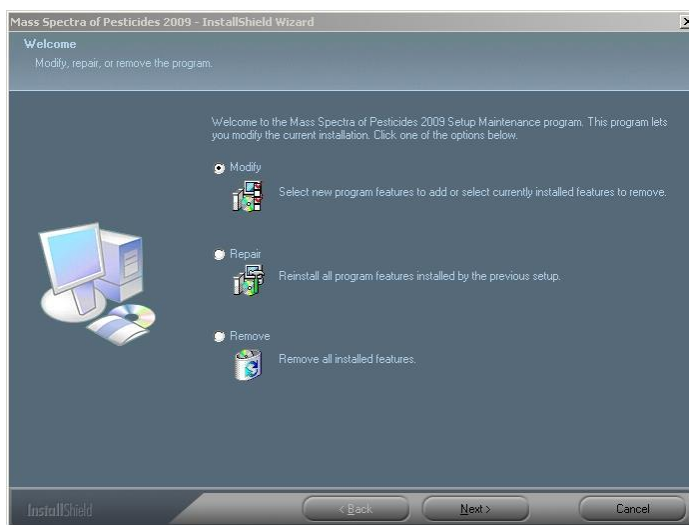 Mass Spectra of Pesticides 2009 - InstallShield Wizard
Welcome
Modify, repair, or remove the program.
Welcome to the Mass Spectra of Pesticides 2009 Setup Maintenance program. This program lets
you modify the current installation. Click one of the options below.
Modify
Select new program features to add or select currently installed features to remove.
Repair
Reinstall all program features installed by the previous setup.
Remove
Remove all installed features.
InstallShield
< Back
Next >
Cancel